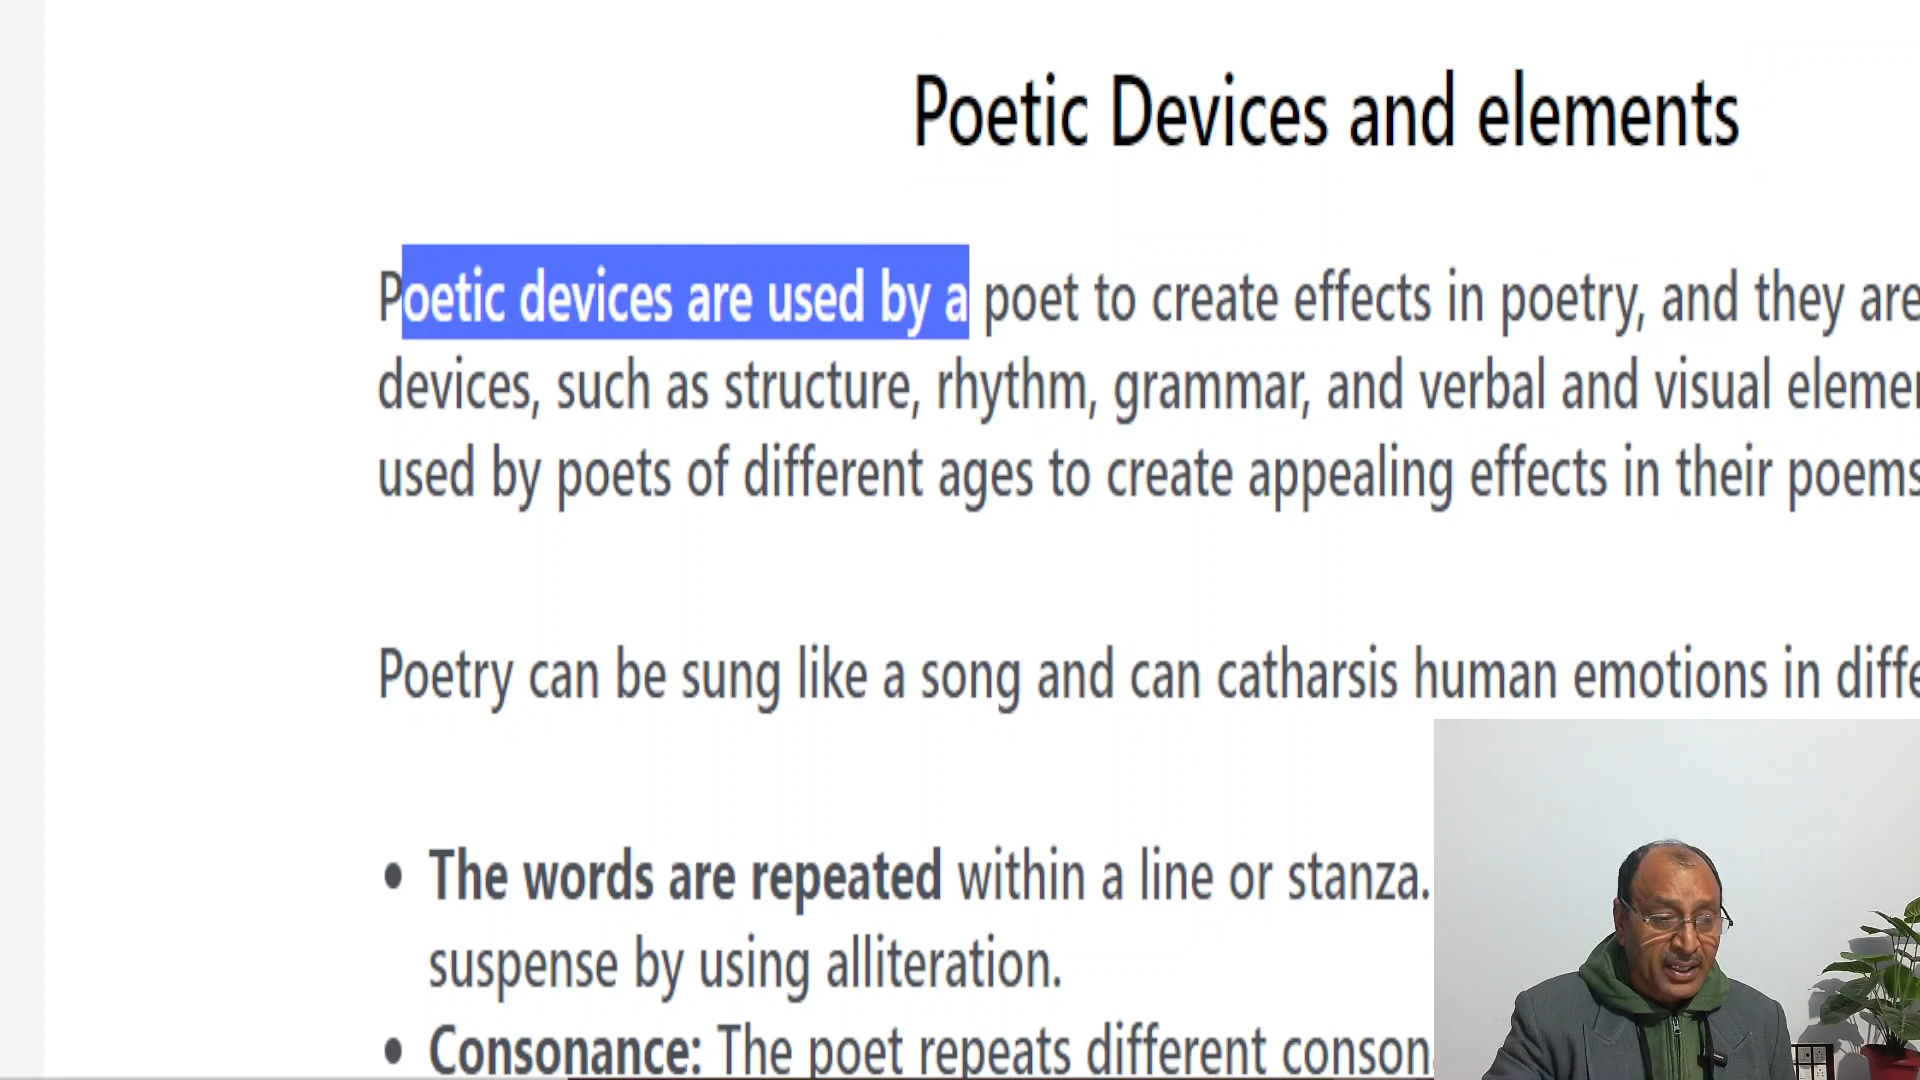 Poetic Devices and elements
Poetic devices are used by a poet to create effects in poetry, and they are
devices, such as structure, rhythm, grammar, and verbal and visual
used by poets of different ages to create appealing effects in their poems
Poetry can be sung like a song and can catharsis human emotions in
• The words are repeated within a line or stanza.
suspense by using alliteration.
• Consonance: The poet repeats different